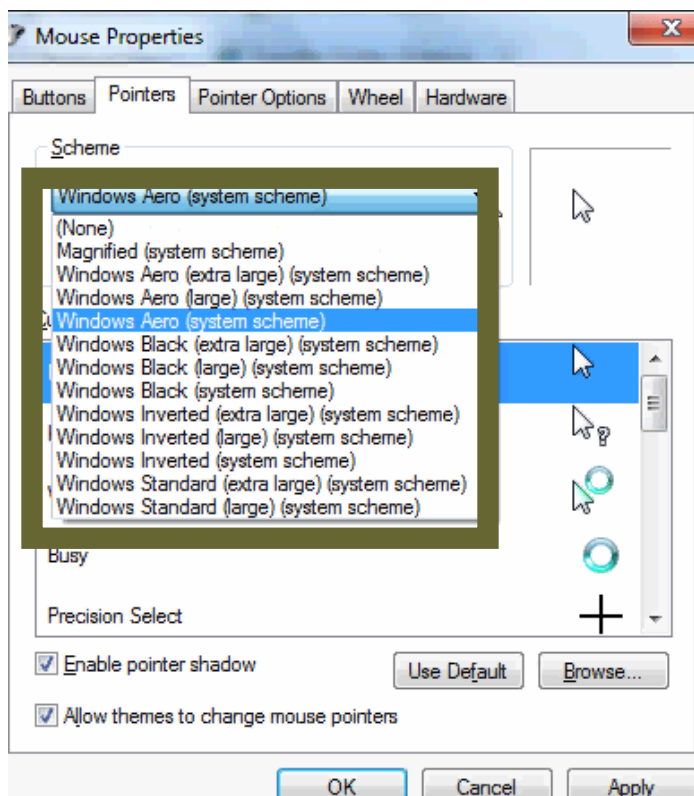 Mouse Properties
Buttons Pointers Pointer Options Wheel Hardware
Scheme
Windows Aero (system scheme)
(None)
Magnified (system scheme)
Windows Aero (extra large) (system scheme)
Windows Aero (large) (system scheme)
Windows Aero (system scheme)
Windows Black (extra large) (system scheme)
Windows Black (large) (system scheme)
Windows Black (system scheme)
Windows Inverted (extra large) (system scheme)
Windows Inverted (large) (system scheme)
Windows Inverted (system scheme)
Windows Standard (extra large) (system scheme)
Windows Standard (large) (system scheme)
Busy
Precision Select
Enable pointer shadow
Use Default Browse...
Allow themes to change mouse pointers
OK Cancel Apply